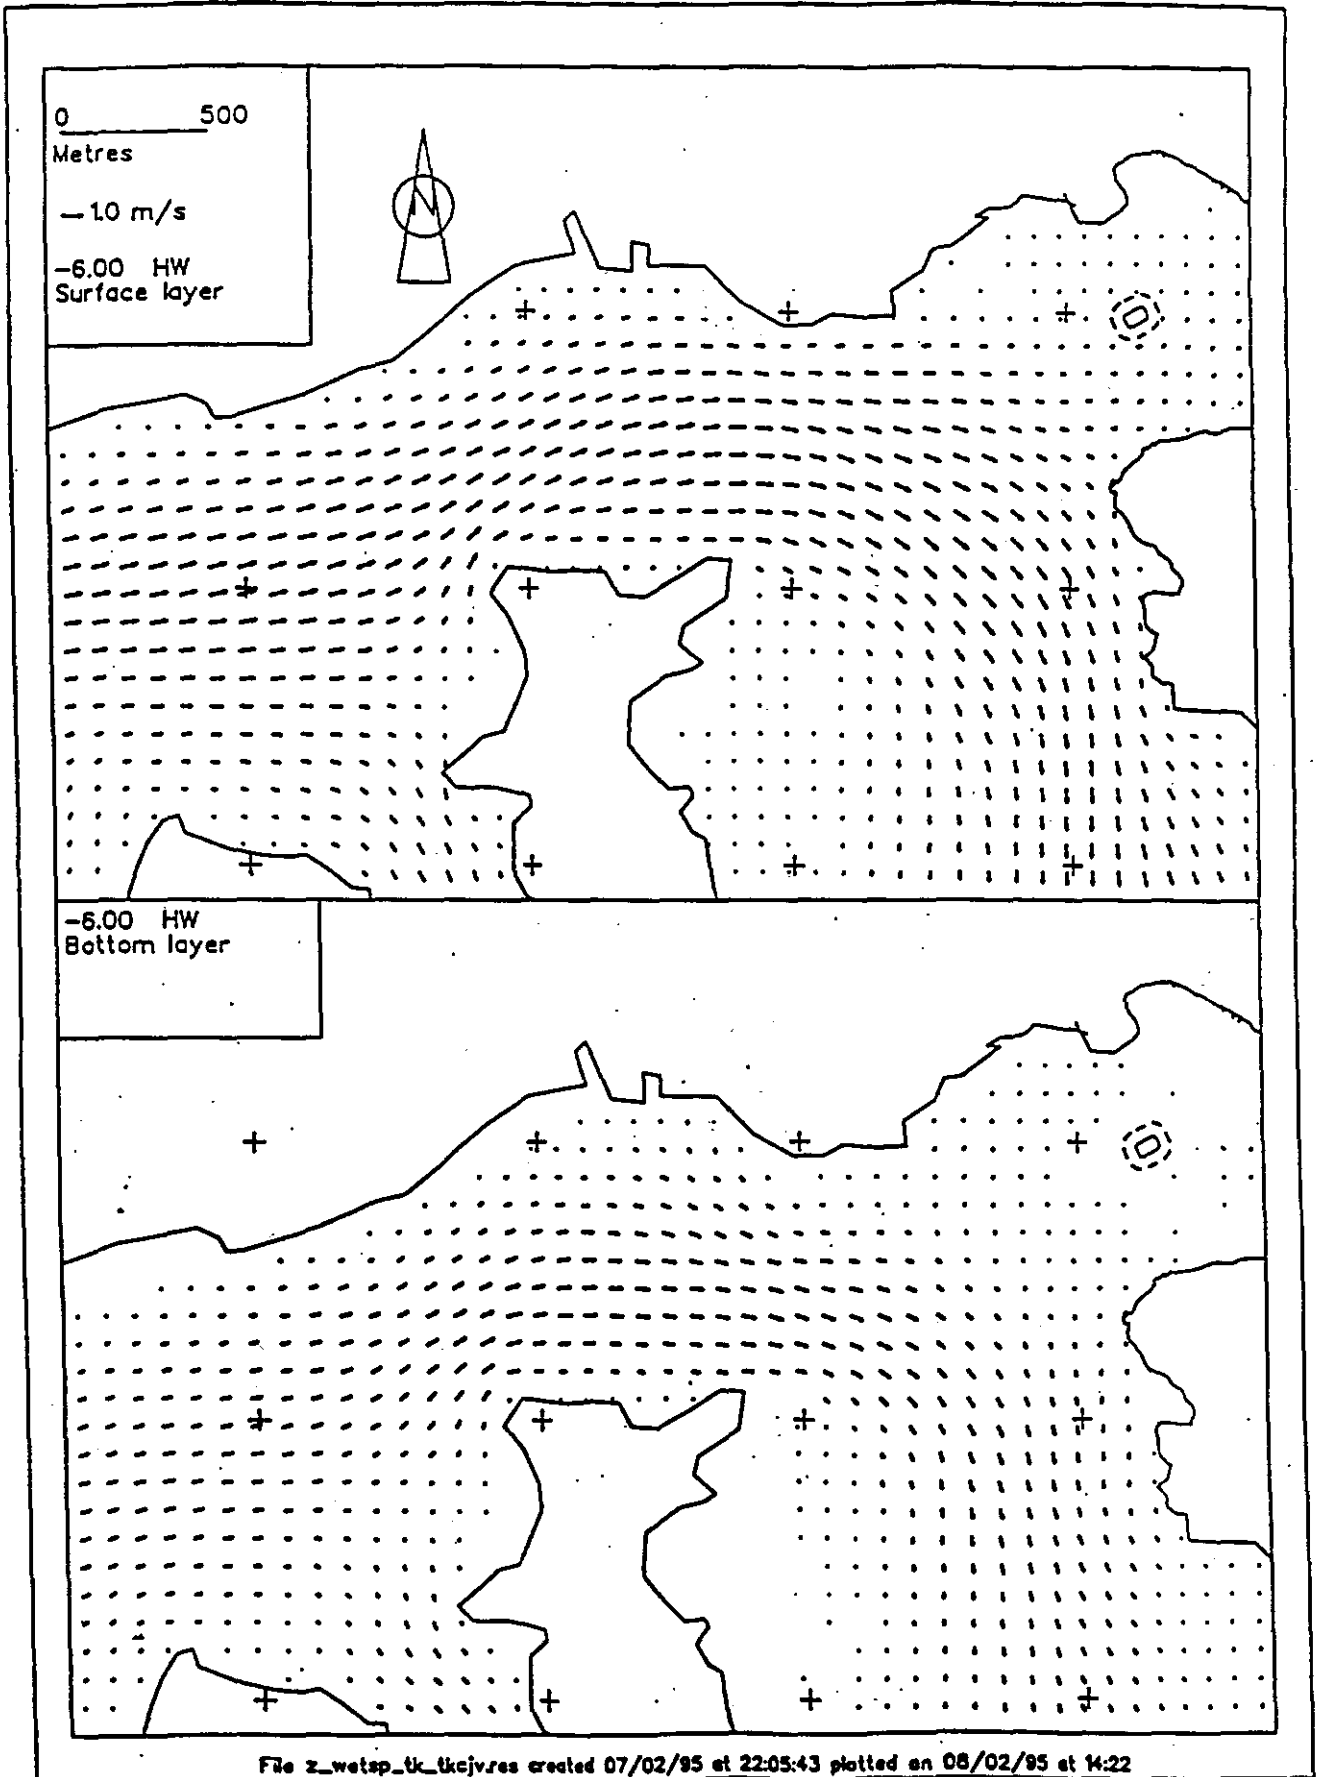 0 500
Metres
1.0 m/s
-6.00 HW
Surface layer
N
-6.00 HW
Bottom layer
File z_wetsp_tk_tkcjv.res created 07/02/95 at 22:05:43 plotted on 08/02/95 at 14:22